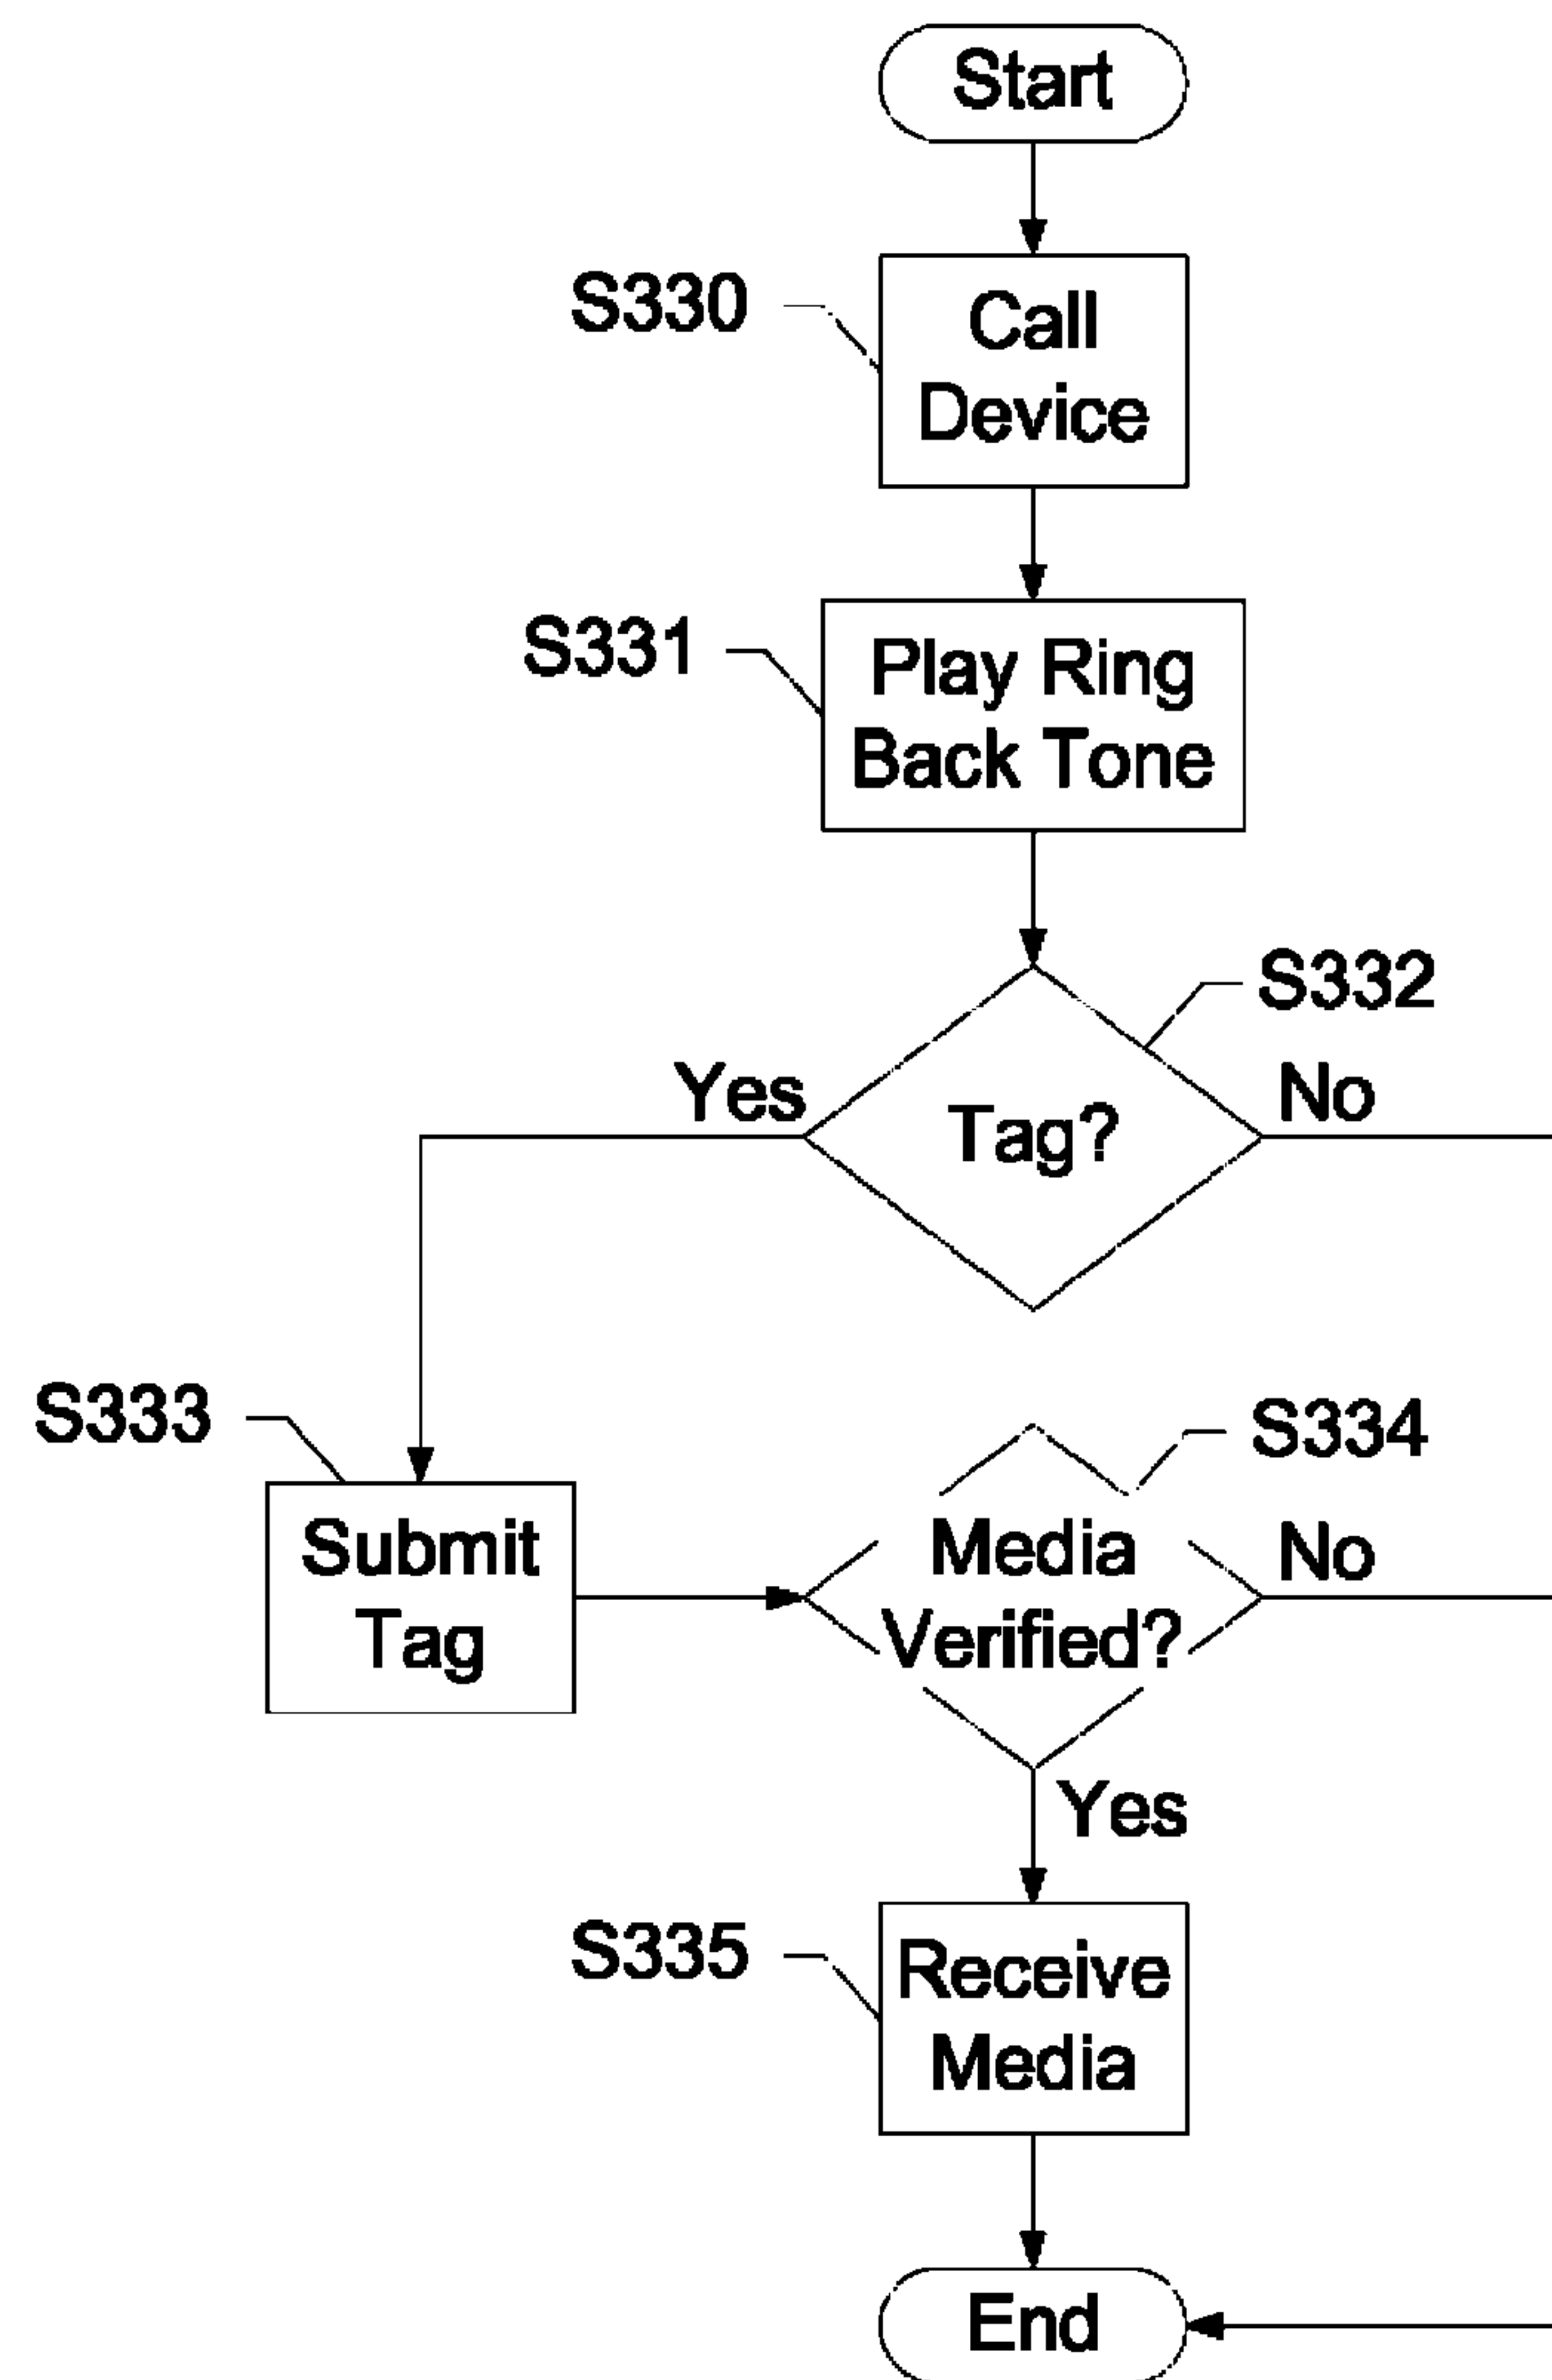 Start
S330
Call
Device
S331
Play Ring
Back Tone
S332
Yes
Tag?
No
S333
S334
Submit
Tag
Media
Verified?
No
Yes
S335
Receive
Media
End